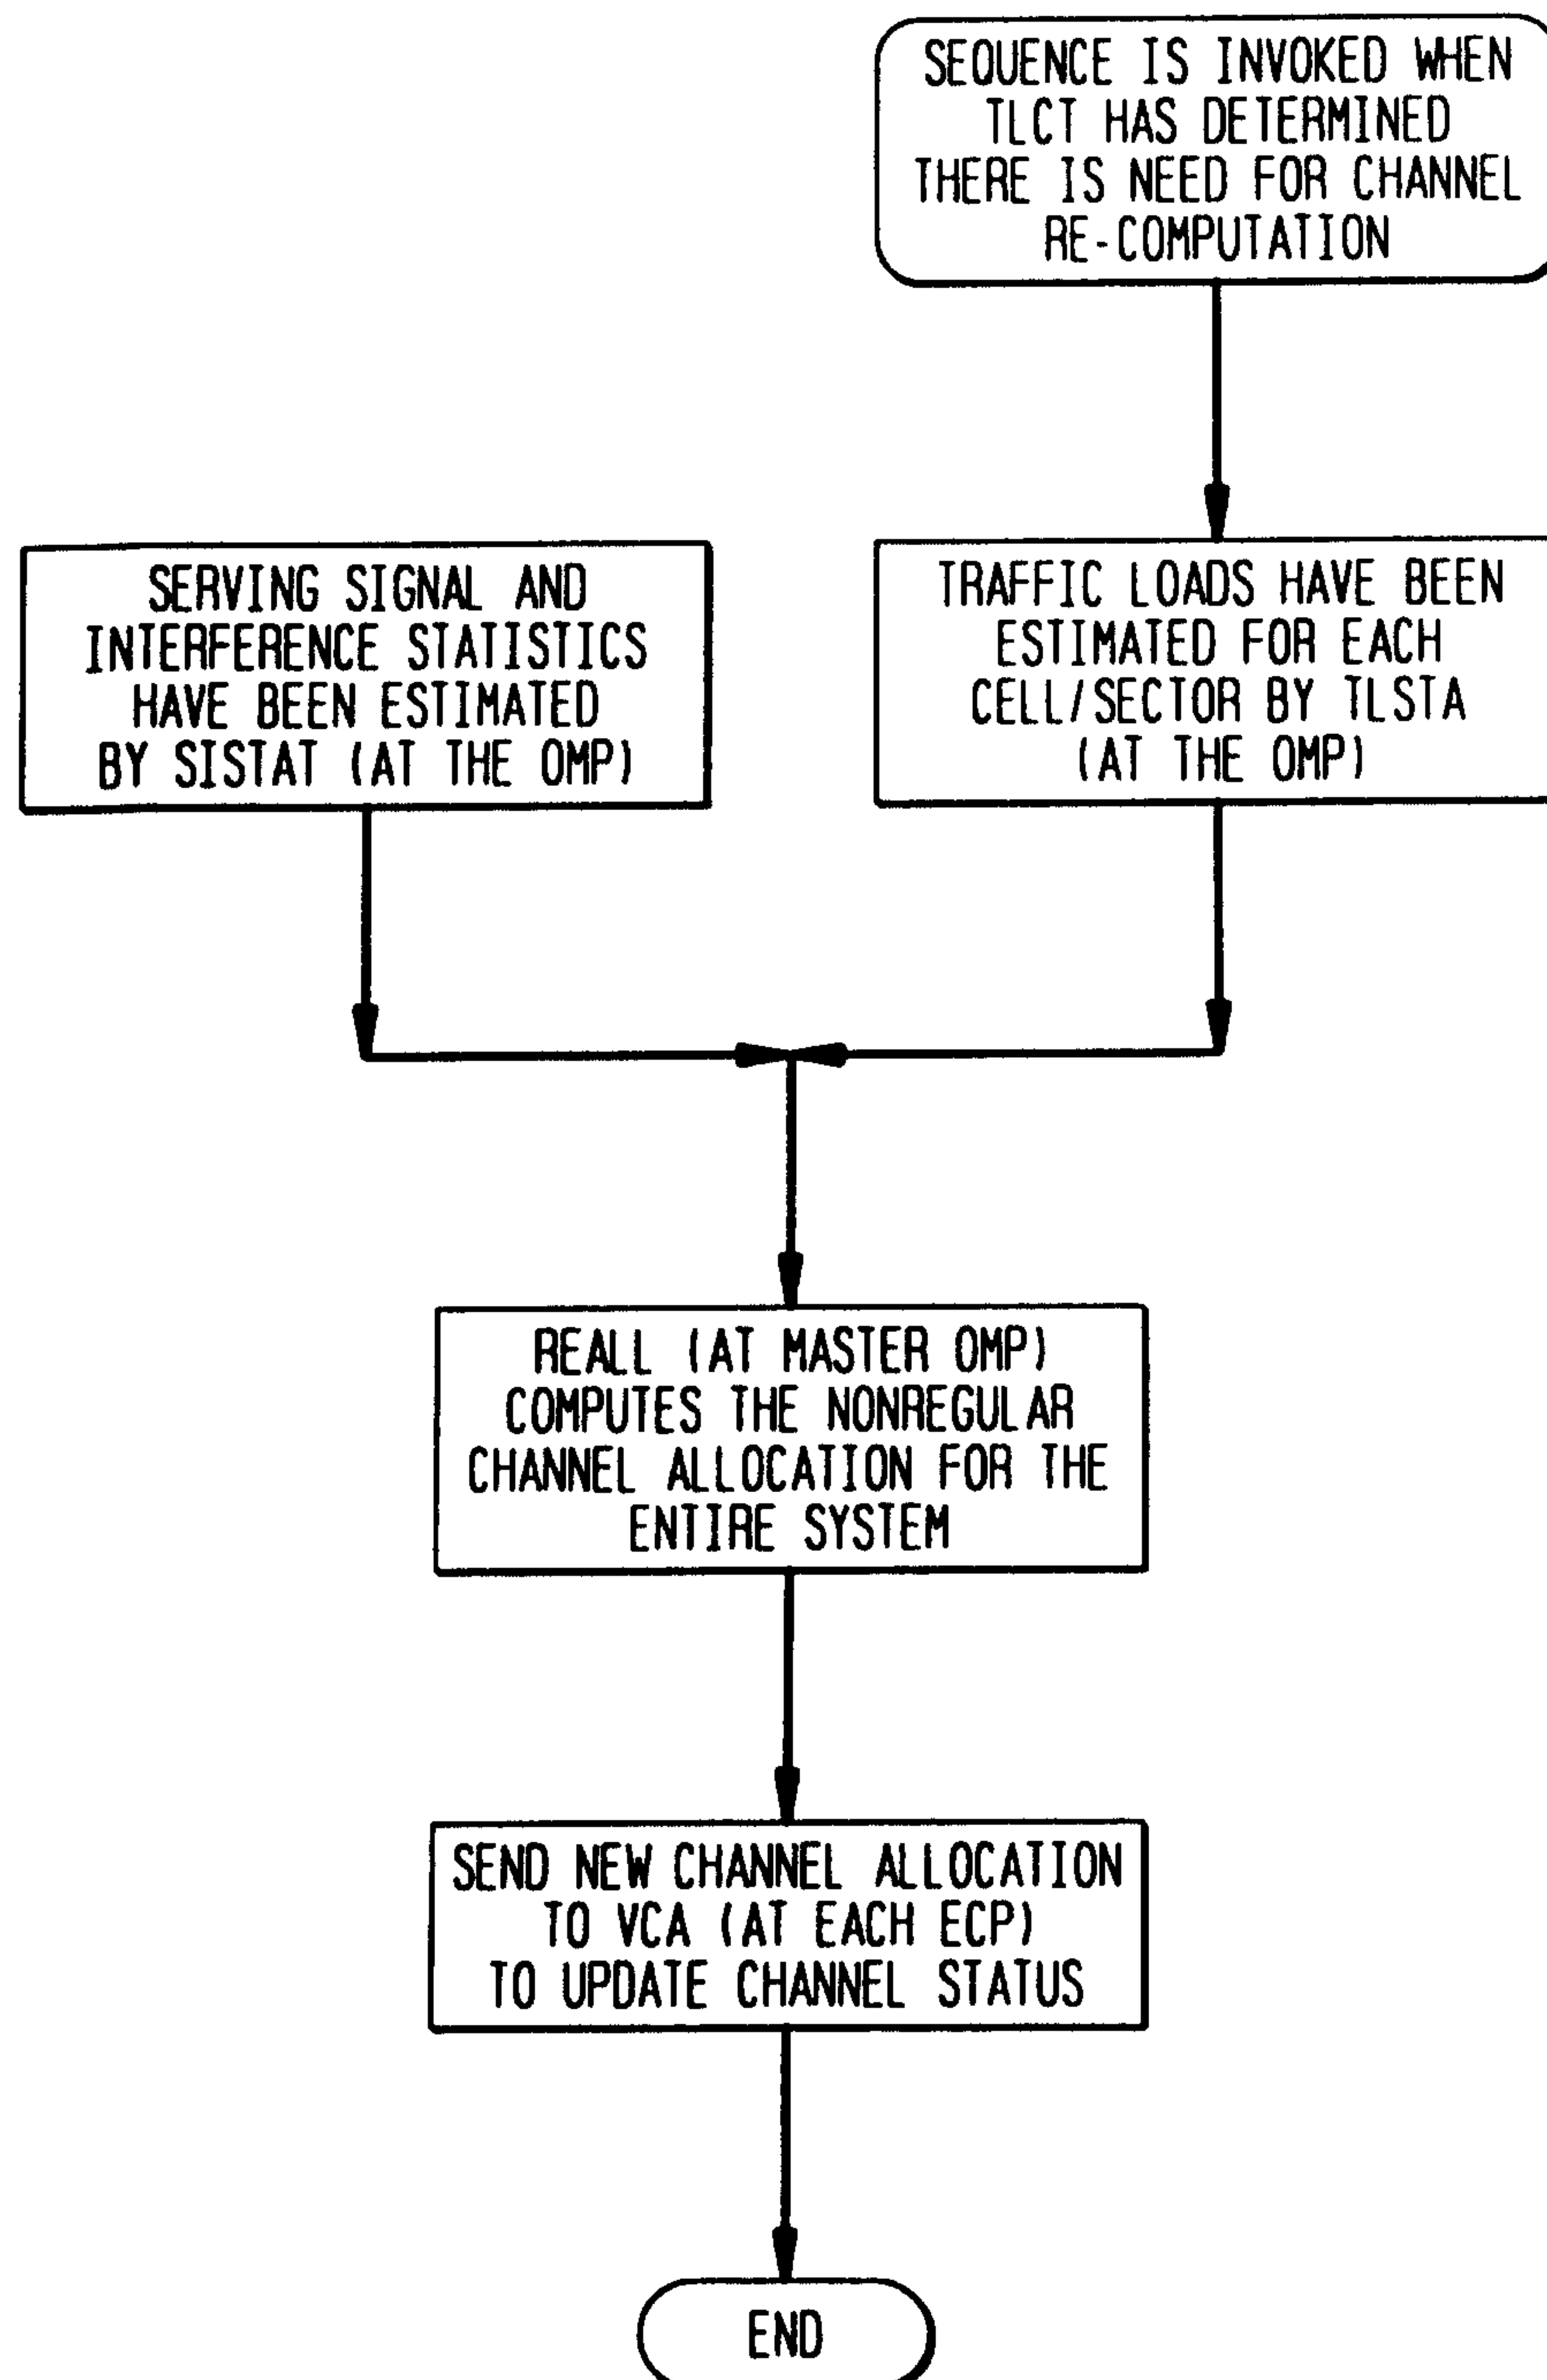 SEQUENCE IS INVOKED WHEN
TLCT HAS DETERMINED
THERE IS NEED FOR CHANNEL
RE-COMPUTATION
SERVING SIGNAL AND
INTERFERENCE STATISTICS
HAVE BEEN ESTIMATED
BY SISTAT (AT THE OMP)
TRAFFIC LOADS HAVE BEEN
ESTIMATED FOR EACH
CELL/SECTOR BY TLSTA
(AT THE OMP)
REALL (AT MASTER OMP)
COMPUTES THE NONREGULAR
CHANNEL ALLOCATION FOR THE
ENTIRE SYSTEM
SEND NEW CHANNEL ALLOCATION
TO VCA (AT EACH ECP)
TO UPDATE CHANNEL STATUS
END